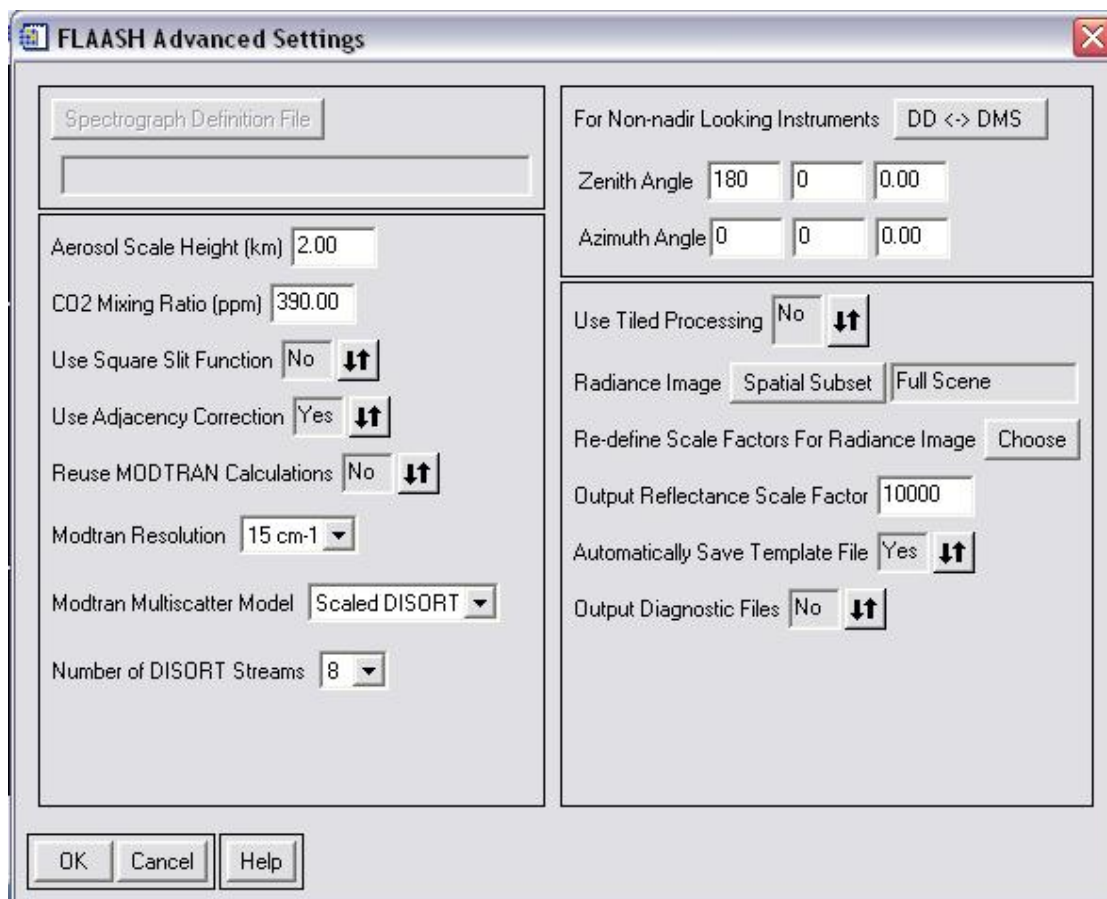 FLAASH Advanced Settings
Spectrograph Definition File
Aerosol Scale Height (km) 2.00
CO2 Mixing Ratio (ppm) 390.00
Use Square Slit Function No
Use Adjacency Correction Yes
Reuse MODTRAN Calculations No
Modtran Resolution 15 cm-1
Modtran Multiscatter Model Scaled DISORT
Number of DISORT Streams 8
For Non-nadir Looking Instruments DD <-> DMS
Zenith Angle 180 0 0.00
Azimuth Angle 0 0 0.00
Use Tiled Processing No
Radiance Image Spatial Subset Full Scene
Re-define Scale Factors For Radiance Image Choose
Output Reflectance Scale Factor 10000
Automatically Save Template File Yes
Output Diagnostic Files No
OK Cancel Help